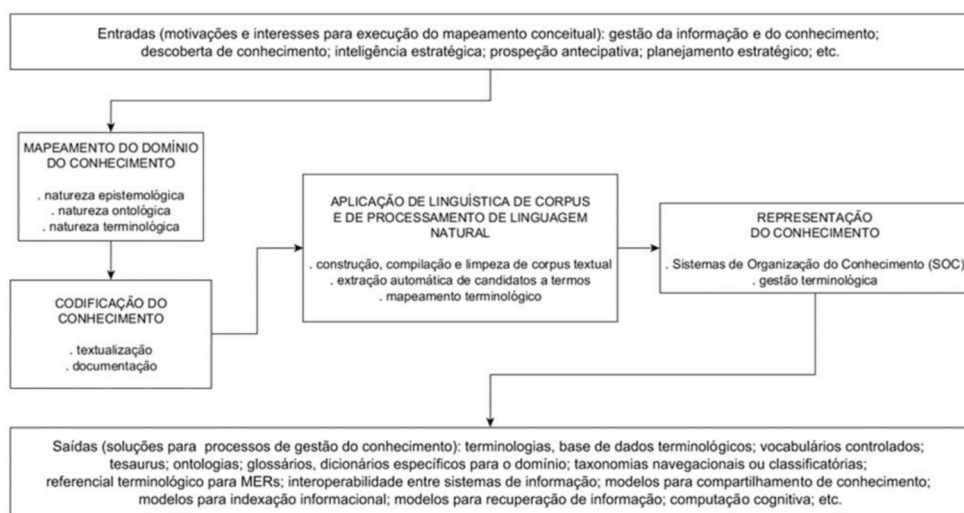 Entradas (motivações e interesses para execução do mapeamento conceitual): gestão da informação e do conhecimento;
descoberta de conhecimento; inteligência estratégica; prospeção antecipativa; planejamento estratégico; etc.
MAPEAMENTO DO DOMÍNIO
DO CONHECIMENTO
. natureza epistemológica
. natureza ontológica
. natureza terminológica
CODIFICAÇÃO DO
CONHECIMENTO
. textualização
. documentação
APLICAÇÃO DE LINGUÍSTICA DE CORPUS
E DE PROCESSAMENTO DE LINGUAGEM
NATURAL
. construção, compilação e limpeza de corpus textual
. extração automática de candidatos a termos
. mapeamento terminológico
REPRESENTAÇÃO
DO CONHECIMENTO
. Sistemas de Organização do Conhecimento (SOC)
. gestão terminológica
Saídas (soluções para processos de gestão do conhecimento): terminologias, base de dados terminológicos; vocabulários controlados;
tesaurus; ontologias; glossários, dicionários específicos para o domínio; taxonomias navegacionais ou classificatórias;
referencial terminológico para MERs; interoperabilidade entre sistemas de informação; modelos para compartilhamento de conhecimento;
modelos para indexação informacional; modelos para recuperação de informação; computação cognitiva; etc.